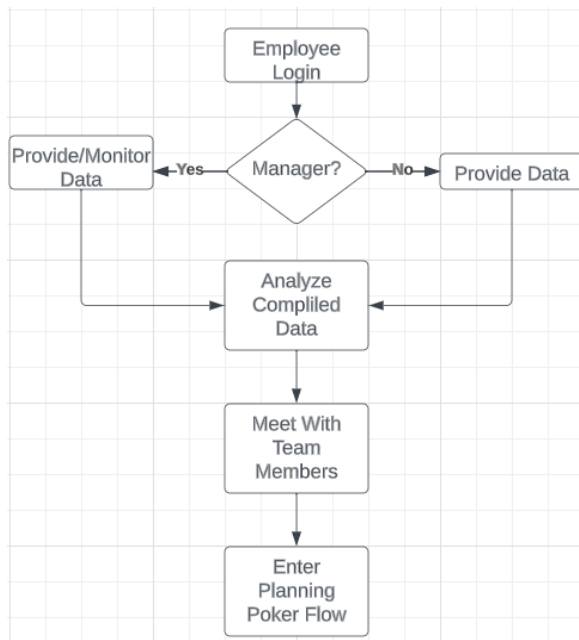 Employee
Login
Manager?
Yes
No
Provide/Monitor
Data
Provide Data
Analyze
Compliled
Data
Meet With
Team
Members
Enter
Planning
Poker Flow